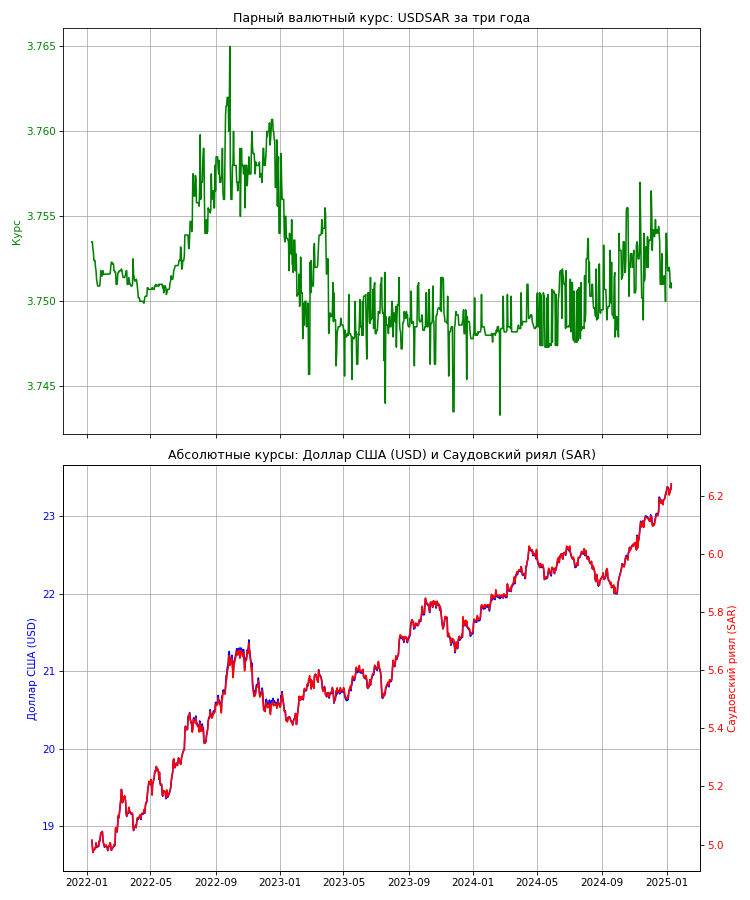 Парный валютный курс: USDSAR за три года
3.765
3.760
3.755
3.750
3.745
Курс
Абсолютные курсы: Доллар США (USD) и Саудовский риял (SAR)
23
22
21
20
19
Доллар США (USD)
6.2
6.0
5.8
5.6
5.4
5.2
5.0
Саудовский риял (SAR)
2022-01 2022-05 2022-09 2023-01 2023-05 2023-09 2024-01 2024-05 2024-09 2025-01